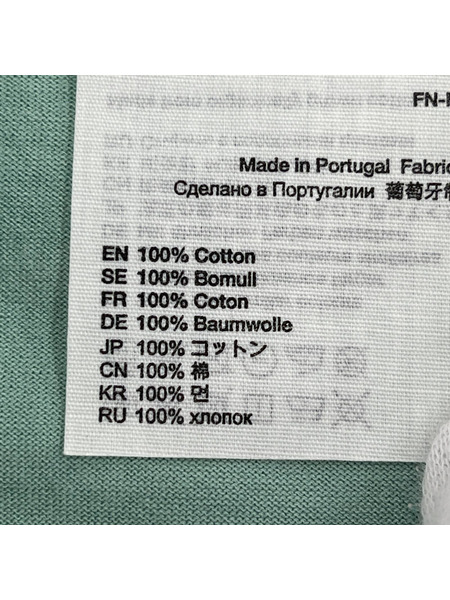 FN-
Made in Portugal Fabric
Сделано в Португалии 葡萄牙制
EN 100% Cotton
SE 100% Bomull
FR 100% Coton
DE 100% Baumwolle
JP 100% コットン
CN 100% 棉
KR 100% 면
RU 100% хлопок